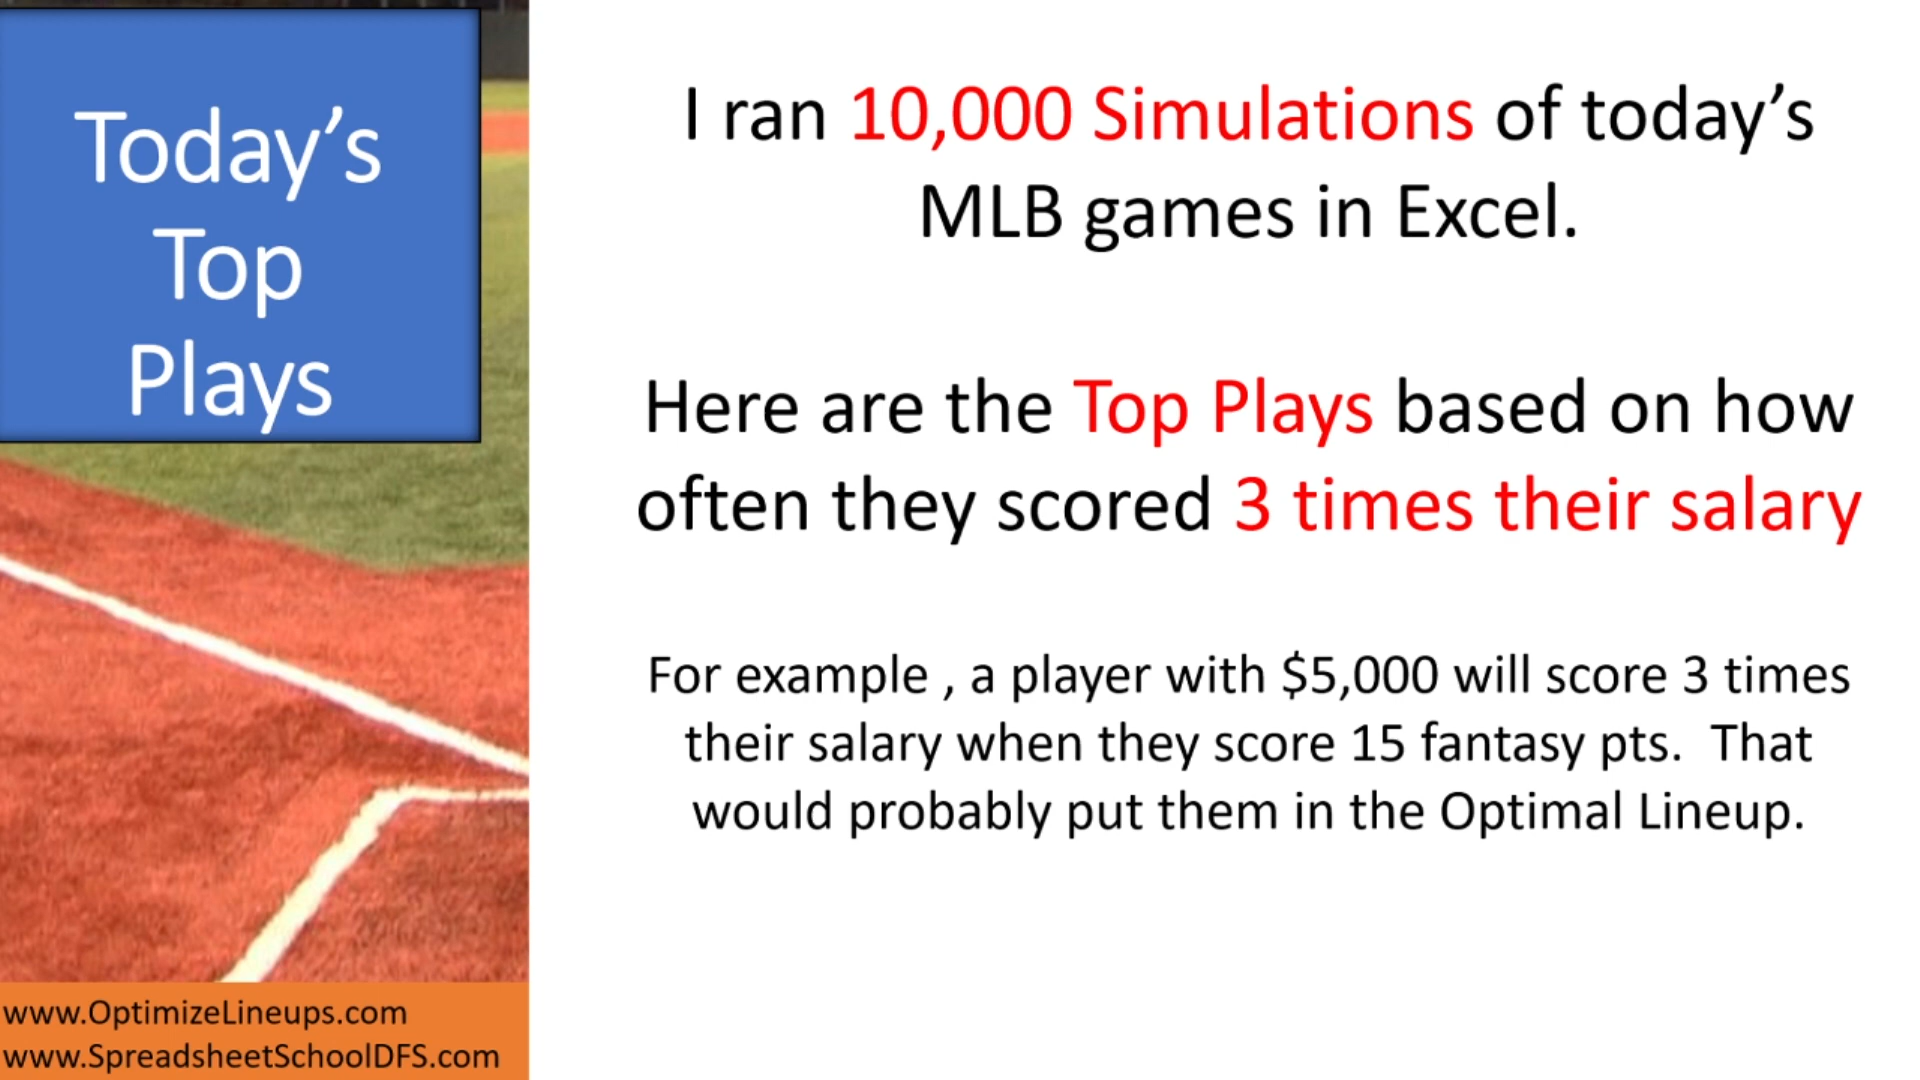 Today’s
Top
Plays
I ran 10,000 Simulations of today’s
MLB games in Excel.
Here are the Top Plays based on how
often they scored 3 times their salary
For example , a player with $5,000 will score 3 times
their salary when they score 15 fantasy pts.  That
would probably put them in the Optimal Lineup.
www.OptimizeLineups.com
www.SpreadsheetSchoolDFS.com